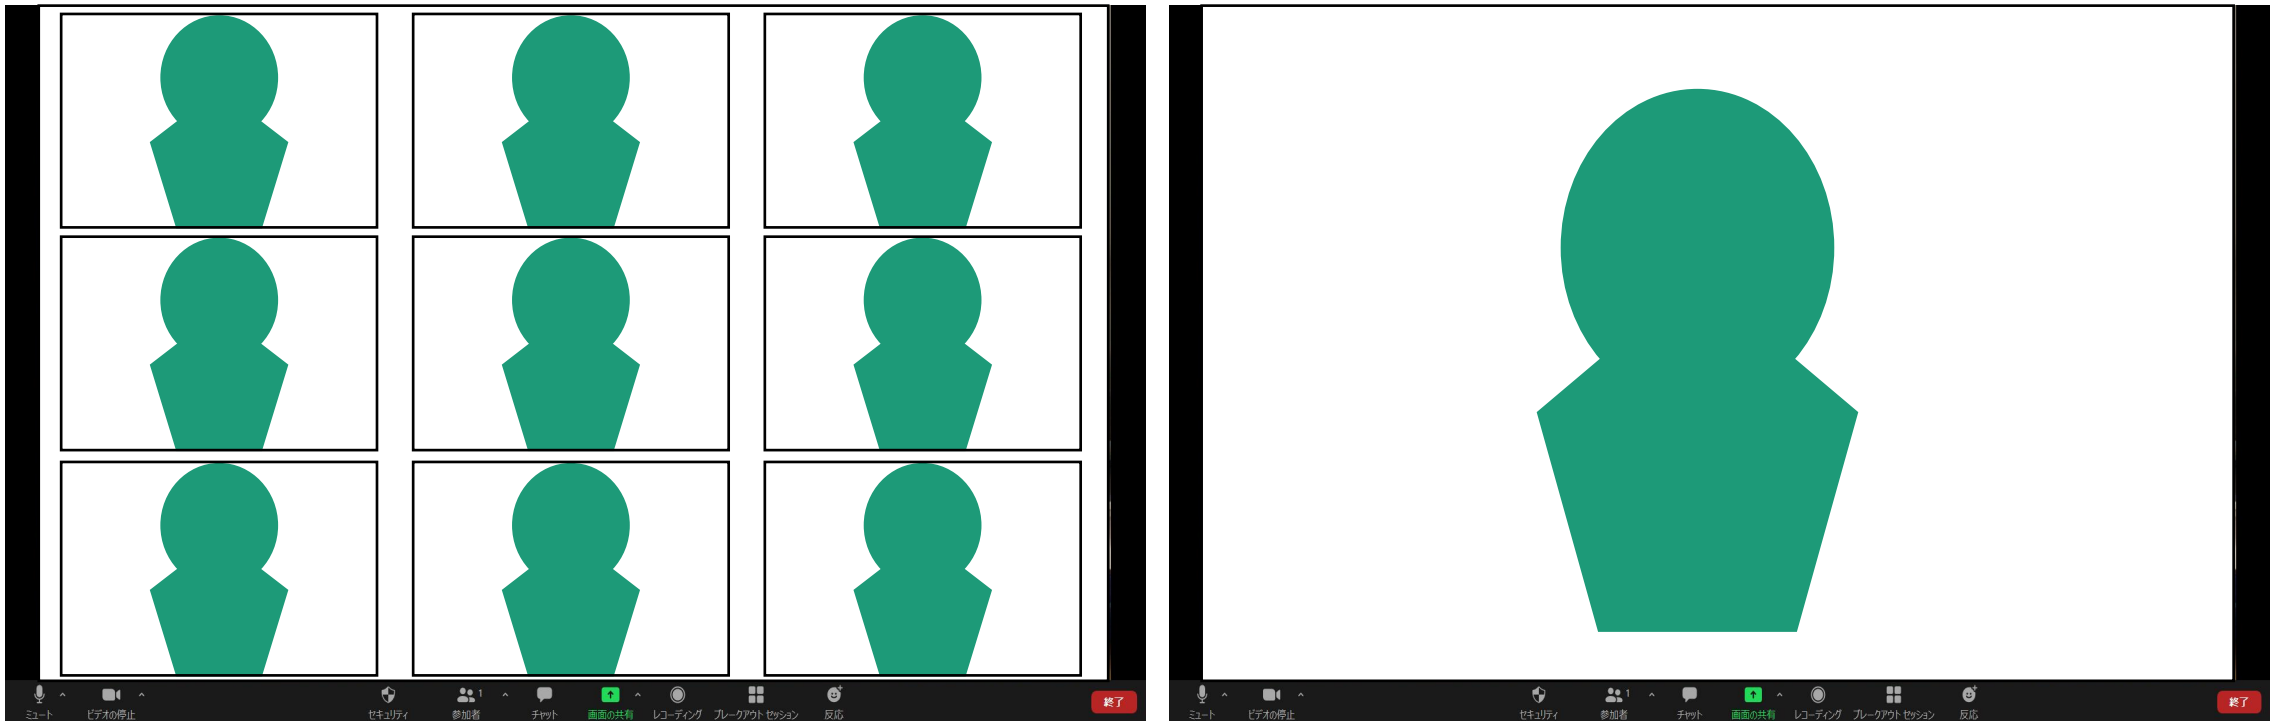 ミュート ビデオの停止 セキュリティ 参加者 1 チャット 画面の共有 レコーディング ブレークアウト セッション 反応 終了
ミュート ビデオの停止 セキュリティ 参加者 1 チャット 画面の共有 レコーディング ブレークアウト セッション 反応 終了